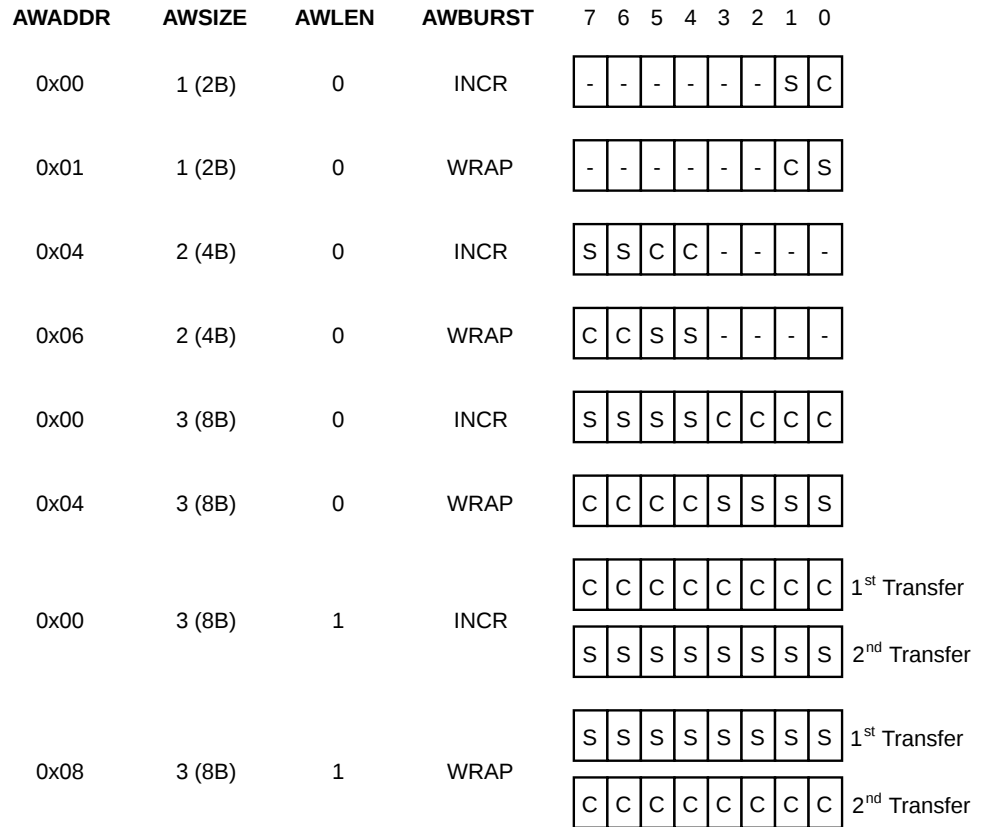 AWADDR AWSIZE AWLEN AWBURST 7 6 5 4 3 2 1 0
0x00 1 (2B) 0 INCR - - - - - - S C
0x01 1 (2B) 0 WRAP - - - - - - C S
0x04 2 (4B) 0 INCR S S C C - - - -
0x06 2 (4B) 0 WRAP C C S S - - - -
0x00 3 (8B) 0 INCR S S S S C C C C
0x04 3 (8B) 0 WRAP C C C C S S S S
C C C C C C C C 1st Transfer
0x00 3 (8B) 1 INCR
S S S S S S S S 2nd Transfer
S S S S S S S S 1st Transfer
0x08 3 (8B) 1 WRAP
C C C C C C C C 2nd Transfer